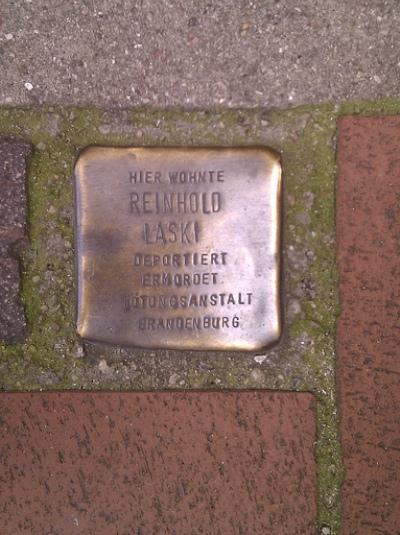 HIER WOHNTE
REINHOLD
LASKI
DEPORTIERT
ERMORDET
TÖTUNGSANSTALT
BRANDENBURG